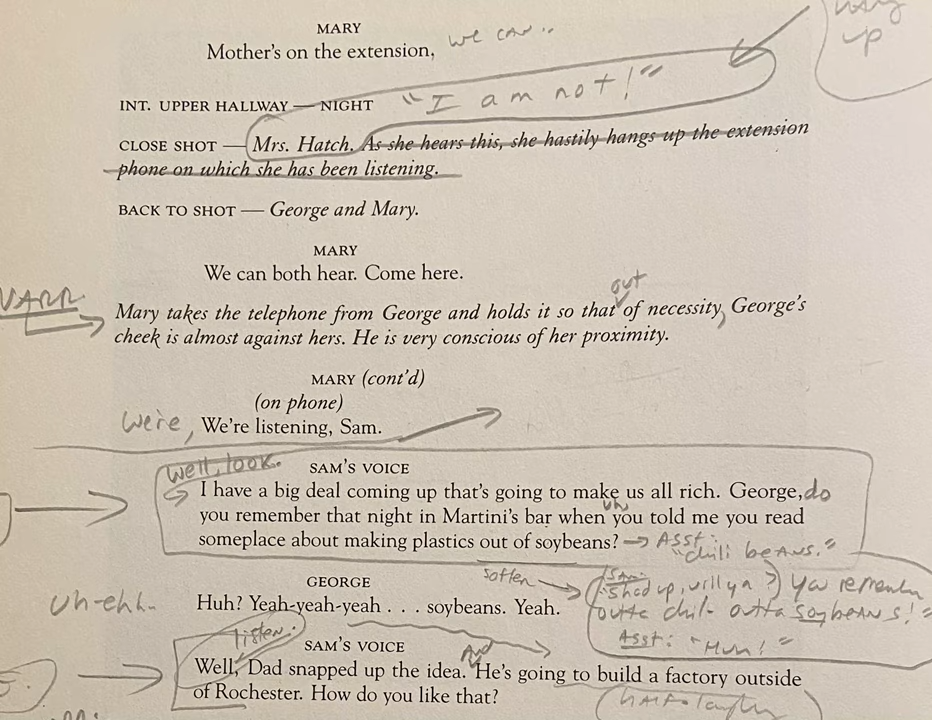 MARY
Mother's on the extension, we can..
up
INT. UPPER HALLWAY — NIGHT "I am not!"
CLOSE SHOT — Mrs. Hatch. As she hears this, she hastily hangs up the extension
phone on which she has been listening.
BACK TO SHOT — George and Mary.
MARY
We can both hear. Come here.
out
Mary takes the telephone from George and holds it so that of necessity, George's
cheek is almost against hers. He is very conscious of her proximity.
MARY (cont'd)
(on phone)
We're, We're listening, Sam.
Well, look.
SAM'S VOICE
I have a big deal coming up that's going to make us all rich. George, do
uh
you remember that night in Martini's bar when you told me you read
someplace about making plastics out of soybeans? → Asst:
"chili beans."
GEORGE
soften
Uh-ehh.. Huh? Yeah-yeah-yeah . . . soybeans. Yeah.
up, will ya?) you remember
outta soybeans!"
Asst: "Huh!"
listen.
SAM'S VOICE
And
Well, Dad snapped up the idea. He's going to build a factory outside
of Rochester. How do you like that?